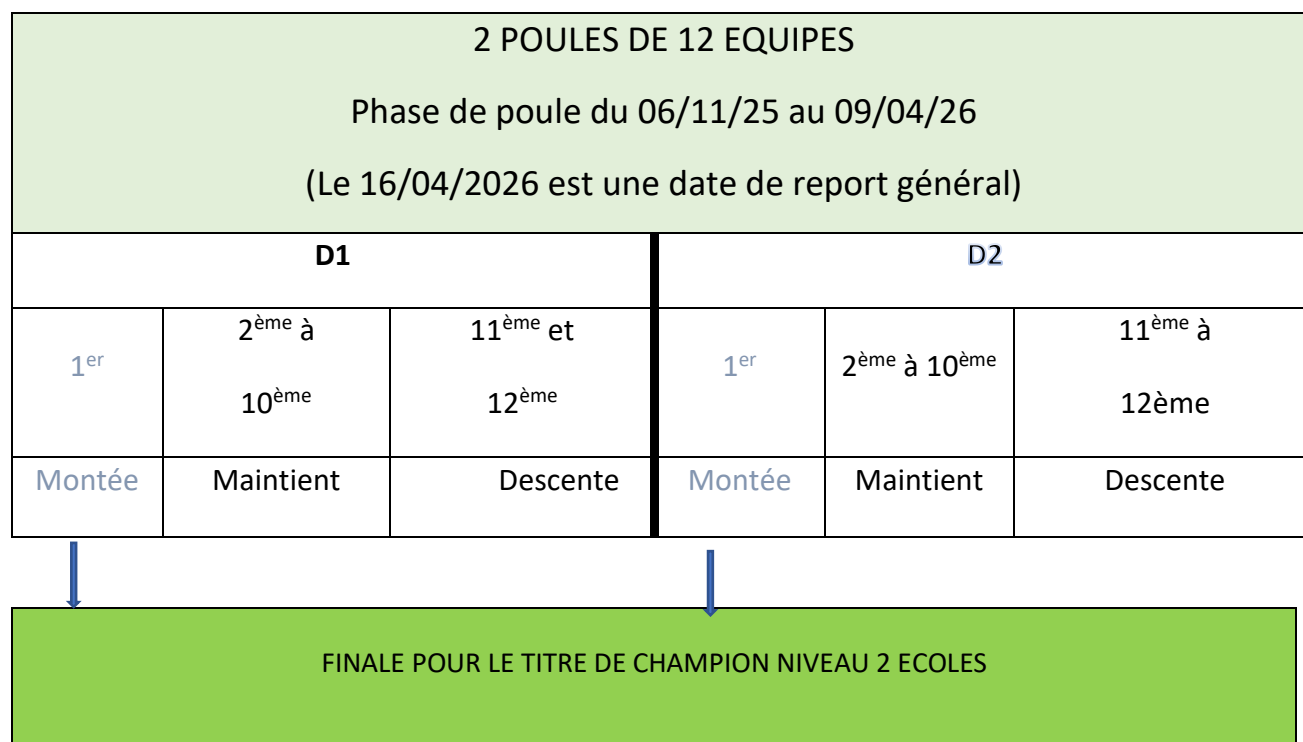 2 POULES DE 12 EQUIPES
Phase de poule du 06/11/25 au 09/04/26
(Le 16/04/2026 est une date de report général)
D1
D2
1er
2ème à
10ème
11ème et
12ème
1er
2ème à 10ème
11ème à
12ème
Montée
Maintient
Descente
Montée
Maintient
Descente
FINALE POUR LE TITRE DE CHAMPION NIVEAU 2 ECOLES